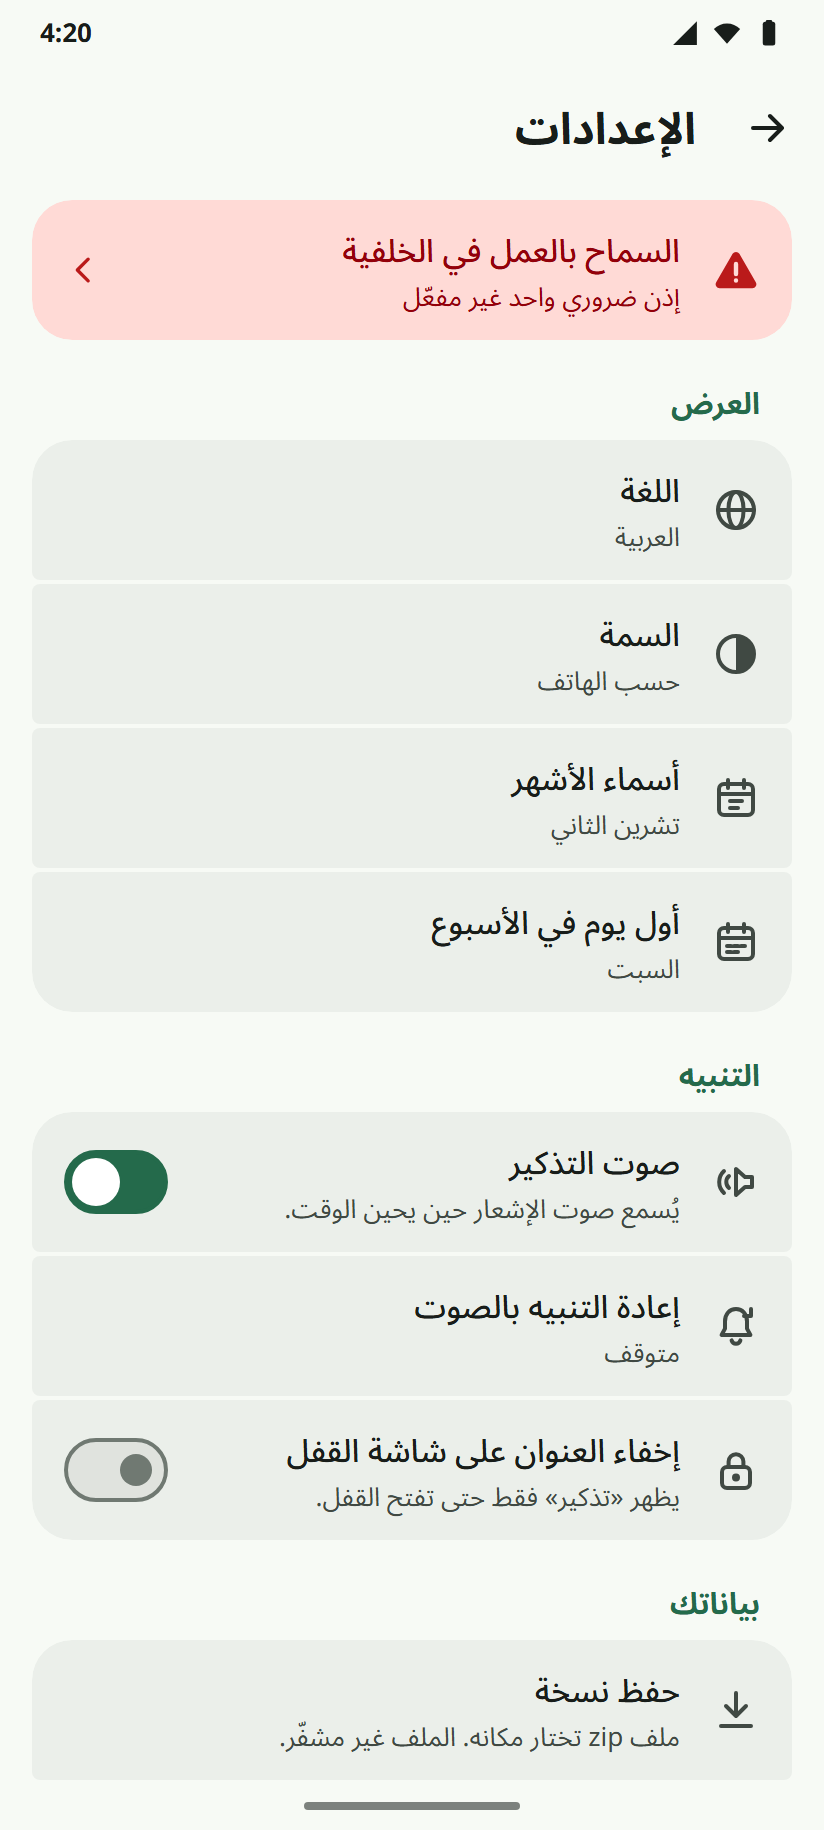 4:20
الإعدادات
السماح بالعمل في الخلفية
إذن ضروري واحد غير مفعّل
العرض
اللغة
العربية
السمة
حسب الهاتف
أسماء الأشهر
تشرين الثاني
أول يوم في الأسبوع
السبت
التنبيه
صوت التذكير
يُسمع صوت الإشعار حين يحين الوقت.
إعادة التنبيه بالصوت
متوقف
إخفاء العنوان على شاشة القفل
يظهر «تذكير» فقط حتى تفتح القفل.
بياناتك
حفظ نسخة
ملف zip تختار مكانه. الملف غير مشفّر.